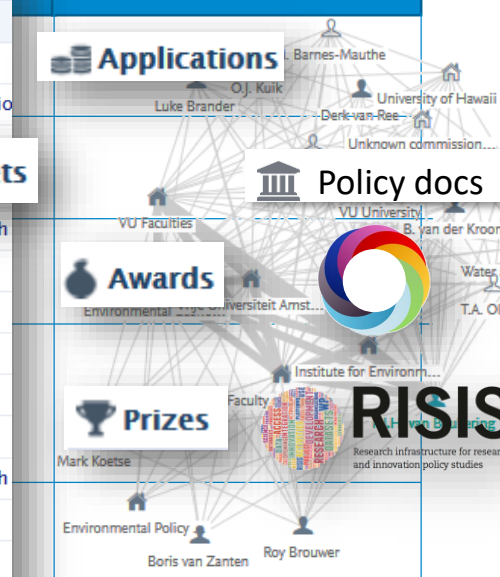 Barnes-Mauthe
Applications
O.J. Kuik
Luke Brander
University of Hawaii
Derk van Ree
Unknown commission....
ts
Policy docs
h
VU Faculties
VU University
B. van der Kroon
Water
Awards
Environmental
Universiteit Amst...
T.A.
Institute for Environm...
Faculty
RISIS
Prizes
Research infrastructure for resear
and innovation policy studies
Mark Koetse
h
Environmental Policy
Boris van Zanten
Roy Brouwer